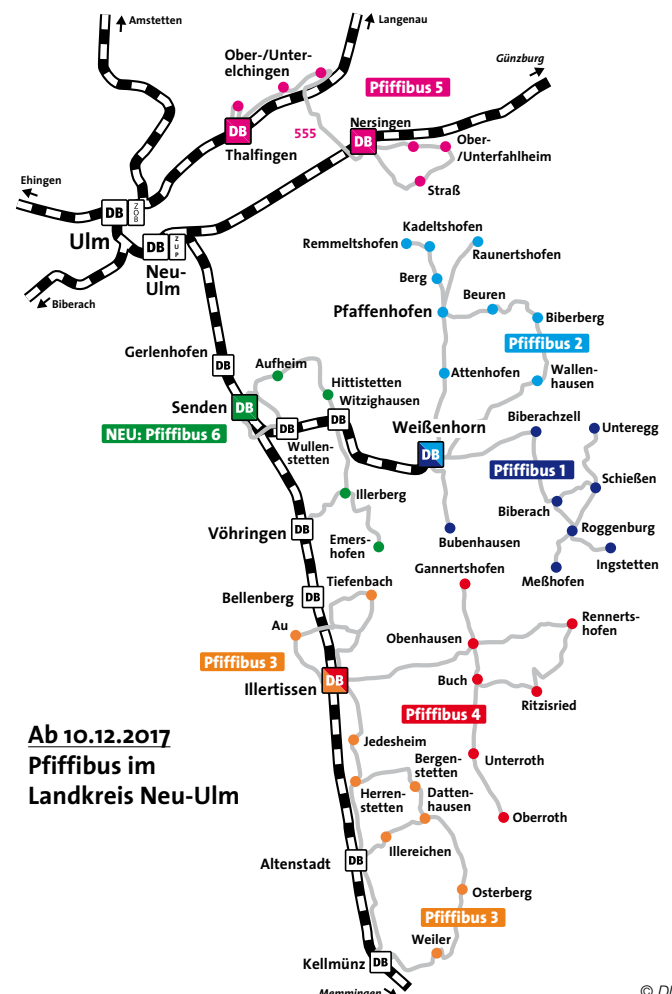 Amstetten
Langenau
Ober-/Unter-
elchingen
Günzburg
Pfiffibus 5
DB
Thalfingen
555
Nersingen
DB
Ober-
/Unterfahlheim
Straß
Ehingen
DB
ZOB
Ulm
DB
ZUP
Neu-
Ulm
Biberach
Kadeltshofen
Remmeltshofen
Raunertshofen
Berg
Beuren
Pfaffenhofen
Biberberg
Pfiffibus 2
Gerlenhofen
DB
Aufheim
Attenhofen
Wallen-
hausen
Hittistetten
Senden
DB
Witzighausen
DB
NEU: Pfiffibus 6
DB
Wullen-
stetten
Weißenhorn
DB
Biberachzell
Unteregg
Pfiffibus 1
Schießen
Illerberg
Biberach
Vöhringen
DB
Emers-
hofen
Bubenhausen
Roggenburg
Ingstetten
Meßhofen
Gannertshofen
Tiefenbach
Bellenberg
DB
Au
Rennerts-
hofen
Obenhausen
Pfiffibus 3
Illertissen
DB
Buch
Ritzisried
Pfiffibus 4
Ab 10.12.2017
Pfiffibus im
Landkreis Neu-Ulm
Jedesheim
Bergen-
stetten
Unterroth
Herren-
stetten
Datten-
hausen
Oberroth
Illereichen
Altenstadt
DB
Osterberg
Pfiffibus 3
Weiler
Kellmünz
DB
Memmingen